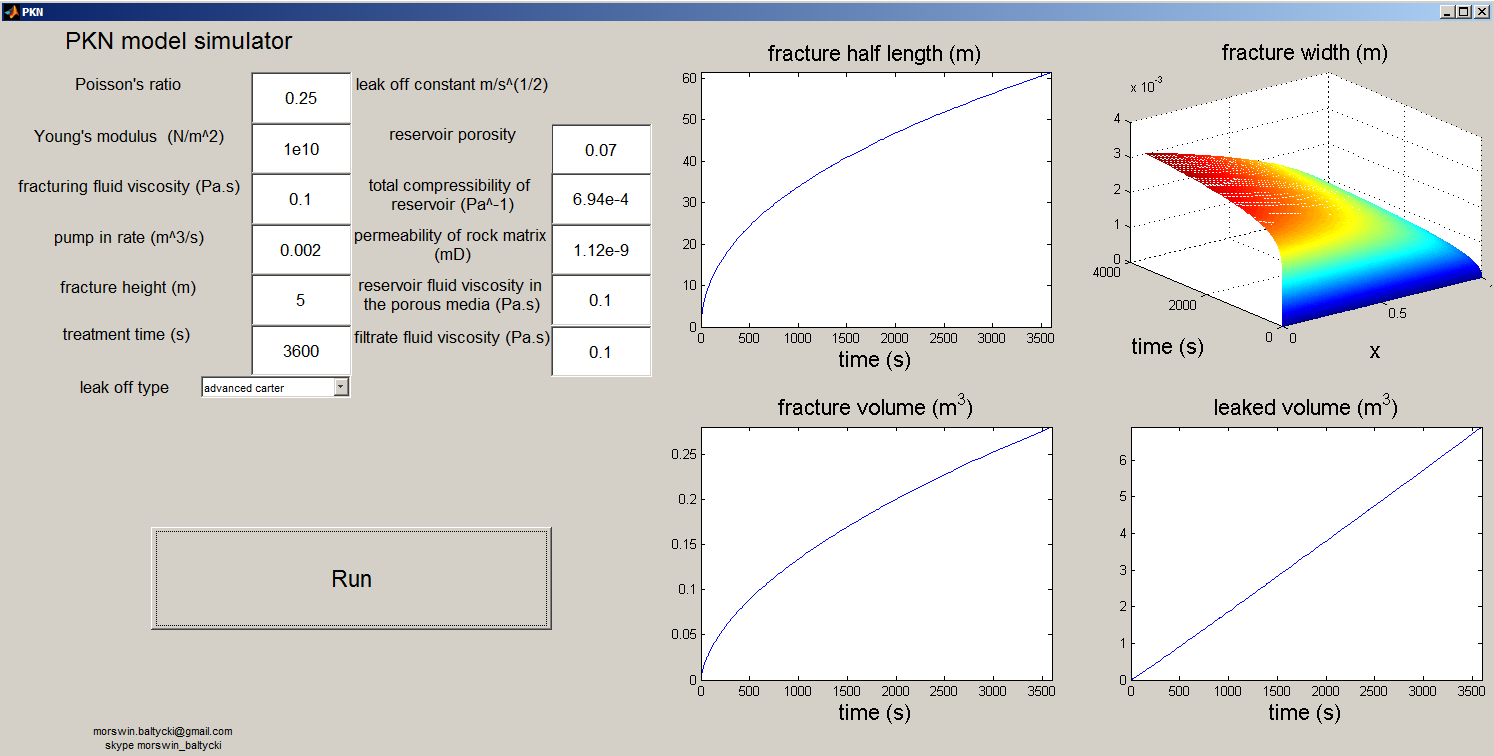 PKN
PKN model simulator
Poisson's ratio
0.25
leak off constant m/s^(1/2)
Young's modulus (N/m^2)
1e10
reservoir porosity
0.07
fracturing fluid viscosity (Pa.s)
0.1
total compressibility of
reservoir (Pa^-1)
6.94e-4
pump in rate (m^3/s)
0.002
permeability of rock matrix
(mD)
1.12e-9
fracture height (m)
5
reservoir fluid viscosity in
the porous media (Pa.s)
0.1
treatment time (s)
3600
filtrate fluid viscosity (Pa.s)
0.1
leak off type
advanced carter
Run
morswin.baltycki@gmail.com
skype morswin_baltycki
fracture half length (m)
60
50
40
30
20
10
0
0 500 1000 1500 2000 2500 3000 3500
time (s)
fracture width (m)
x 10^-3
4
3
2
1
0
4000
2000
0
0
0.5
time (s)
x
fracture volume (m^3)
0.25
0.2
0.15
0.1
0.05
0
0 500 1000 1500 2000 2500 3000 3500
time (s)
leaked volume (m^3)
6
5
4
3
2
1
0
0 500 1000 1500 2000 2500 3000 3500
time (s)